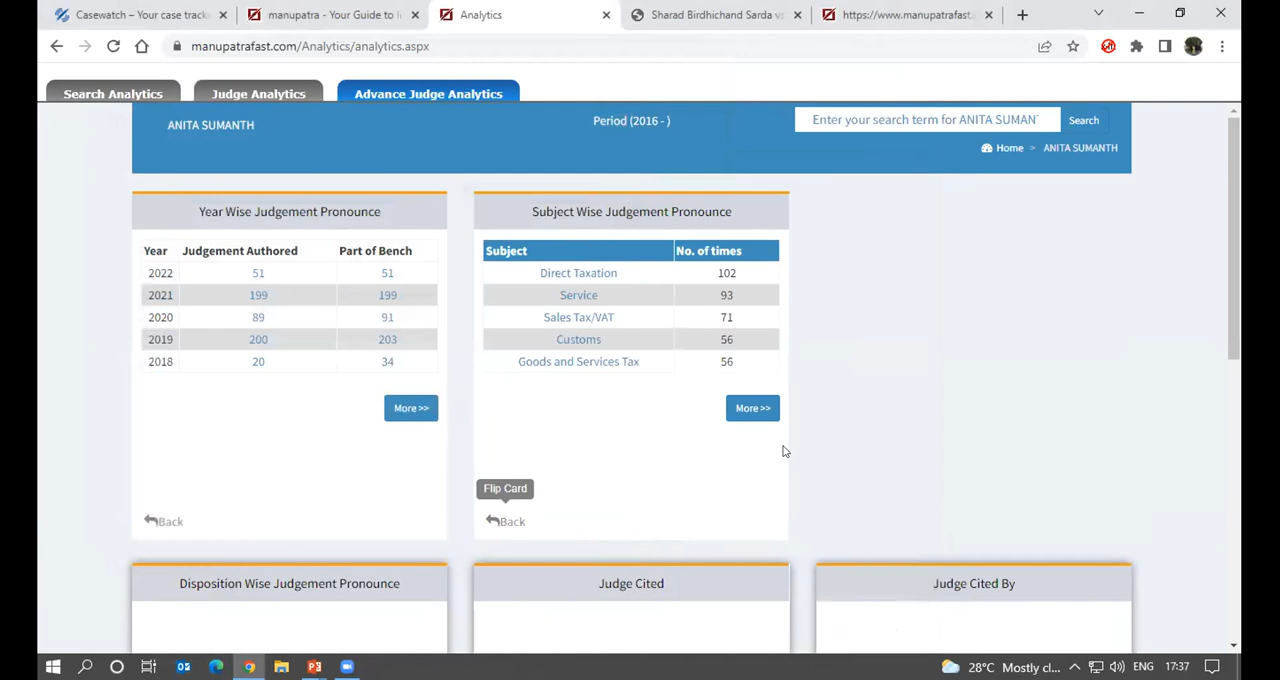 Casewatch – Your case track
manupatra - Your Guide to I
Analytics
Sharad Birdhichand Sarda vs
https://www.manupatrafast.
manupatrafast.com/Analytics/analytics.aspx
Search Analytics
Judge Analytics
Advance Judge Analytics
ANITA SUMANTH
Period (2016 - )
Enter your search term for ANITA SUMAN
Search
Home > ANITA SUMANTH
Year Wise Judgement Pronounce
Year Judgement Authored Part of Bench
2022 51 51
2021 199 199
2020 89 91
2019 200 203
2018 20 34
More >>
Back
Subject Wise Judgement Pronounce
Subject No. of times
Direct Taxation 102
Service 93
Sales Tax/VAT 71
Customs 56
Goods and Services Tax 56
More >>
Flip Card
Back
Disposition Wise Judgement Pronounce
Judge Cited
Judge Cited By
28°C Mostly cl... ENG 17:37